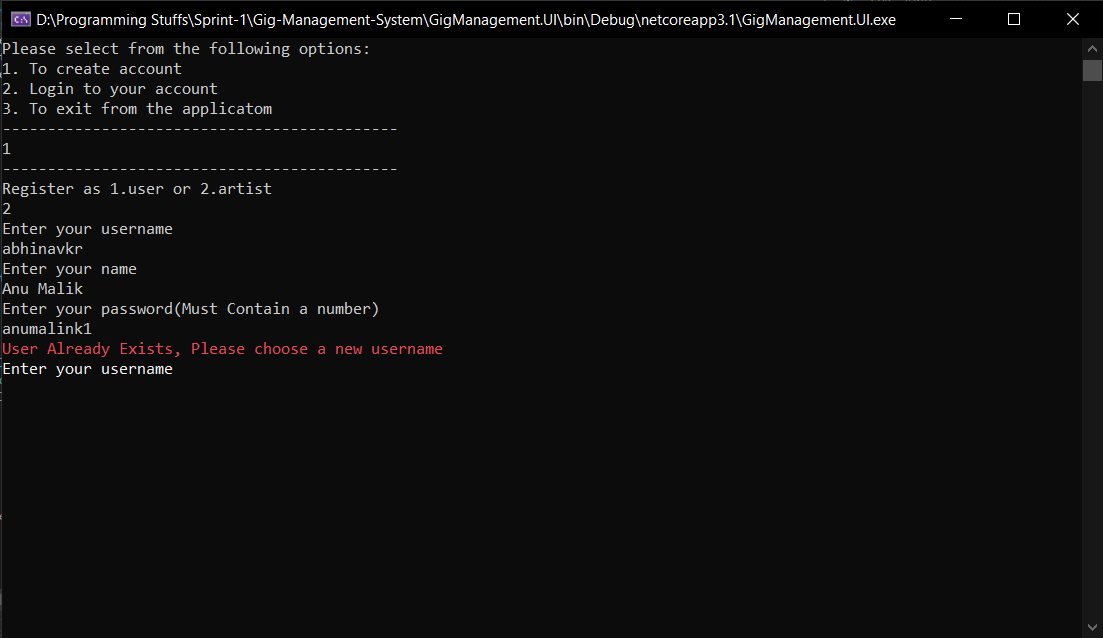 D:\Programming Stuffs\Sprint-1\Gig-Management-System\GigManagement.UI\bin\Debug\netcoreapp3.1\GigManagement.UI.exe
Please select from the following options:
1. To create account
2. Login to your account
3. To exit from the applicatom
--------------------------------------------
1
--------------------------------------------
Register as 1.user or 2.artist
2
Enter your username
abhinavkr
Enter your name
Anu Malik
Enter your password(Must Contain a number)
anumalink1
User Already Exists, Please choose a new username
Enter your username